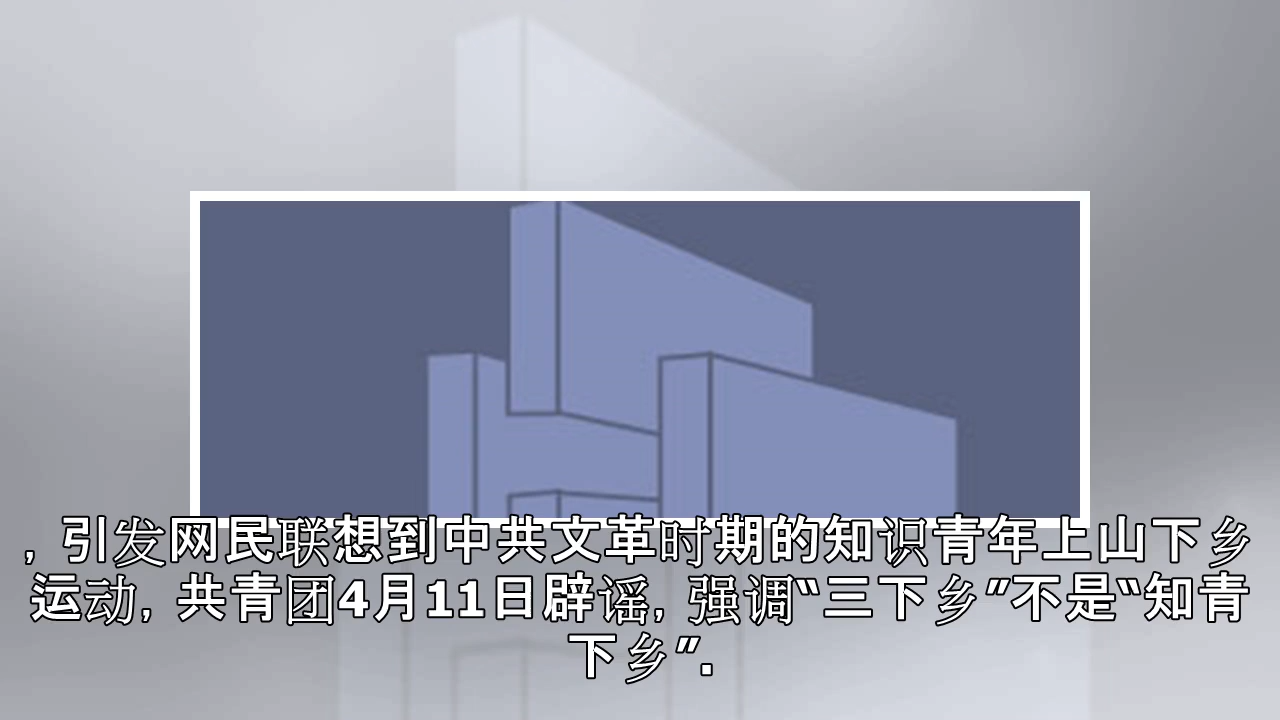 , 引发网民联想到中共文革时期的知识青年上山下乡
运动, 共青团4月11日辟谣, 强调“三下乡”不是“知青
下乡”.